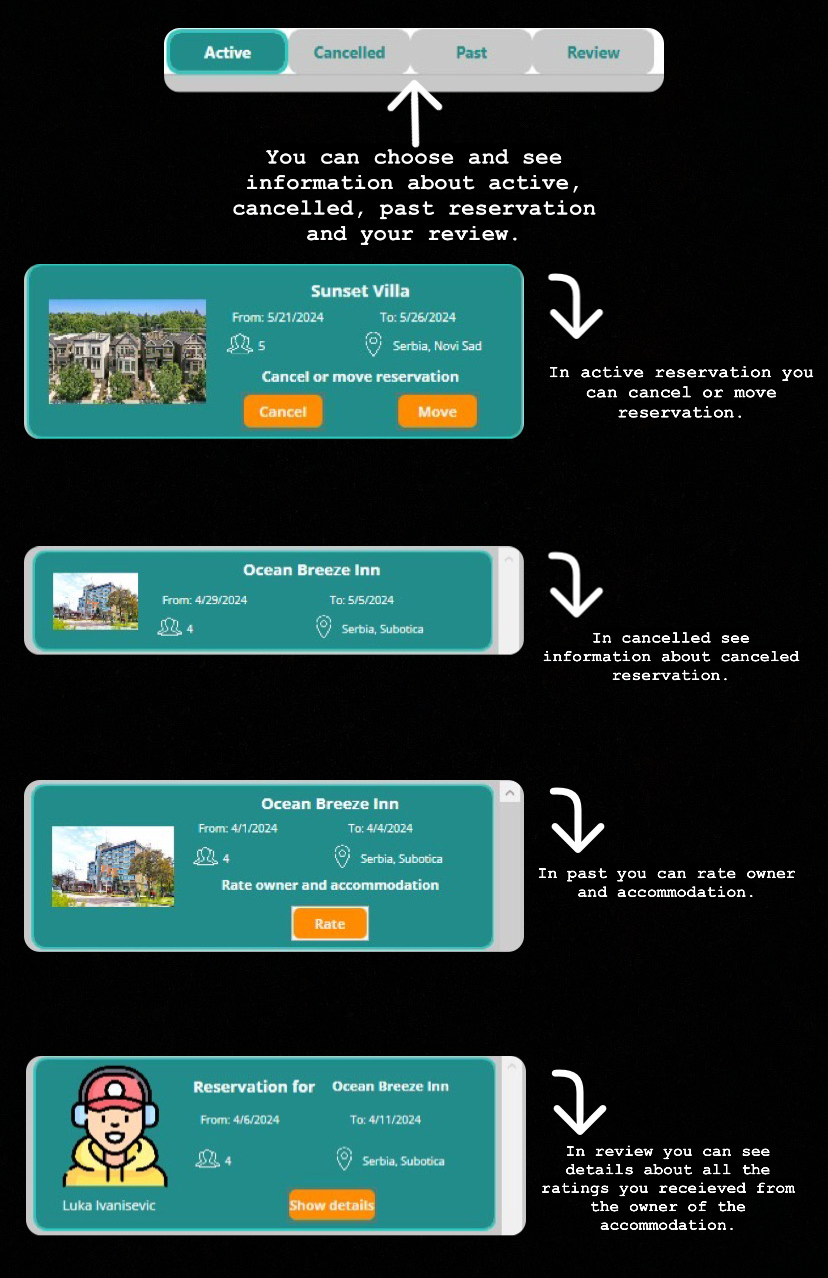 Active Cancelled Past Review
You can choose and see
information about active,
cancelled, past reservation
and your review.
Sunset Villa
From: 5/21/2024 To: 5/26/2024
5 Serbia, Novi Sad
Cancel or move reservation
Cancel Move
In active reservation you
can cancel or move
reservation.
Ocean Breeze Inn
From: 4/29/2024 To: 5/5/2024
4 Serbia, Subotica
In cancelled see
information about canceled
reservation.
Ocean Breeze Inn
From: 4/1/2024 To: 4/4/2024
4 Serbia, Subotica
Rate owner and accommodation
Rate
In past you can rate owner
and accommodation.
Reservation for Ocean Breeze Inn
From: 4/6/2024 To: 4/11/2024
4 Serbia, Subotica
Luka Ivanisevic Show details
In review you can see
details about all the
ratings you receieved from
the owner of the
accommodation.